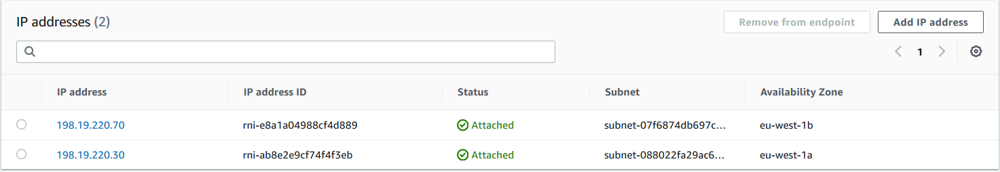 IP addresses (2)
Remove from endpoint
Add IP address
1
IP address IP address ID Status Subnet Availability Zone
198.19.220.70 rni-e8a1a04988cf4d889 Attached subnet-07f6874db697c... eu-west-1b
198.19.220.30 rni-ab8e2e9cf74f4f3eb Attached subnet-088022fa29ac6... eu-west-1a